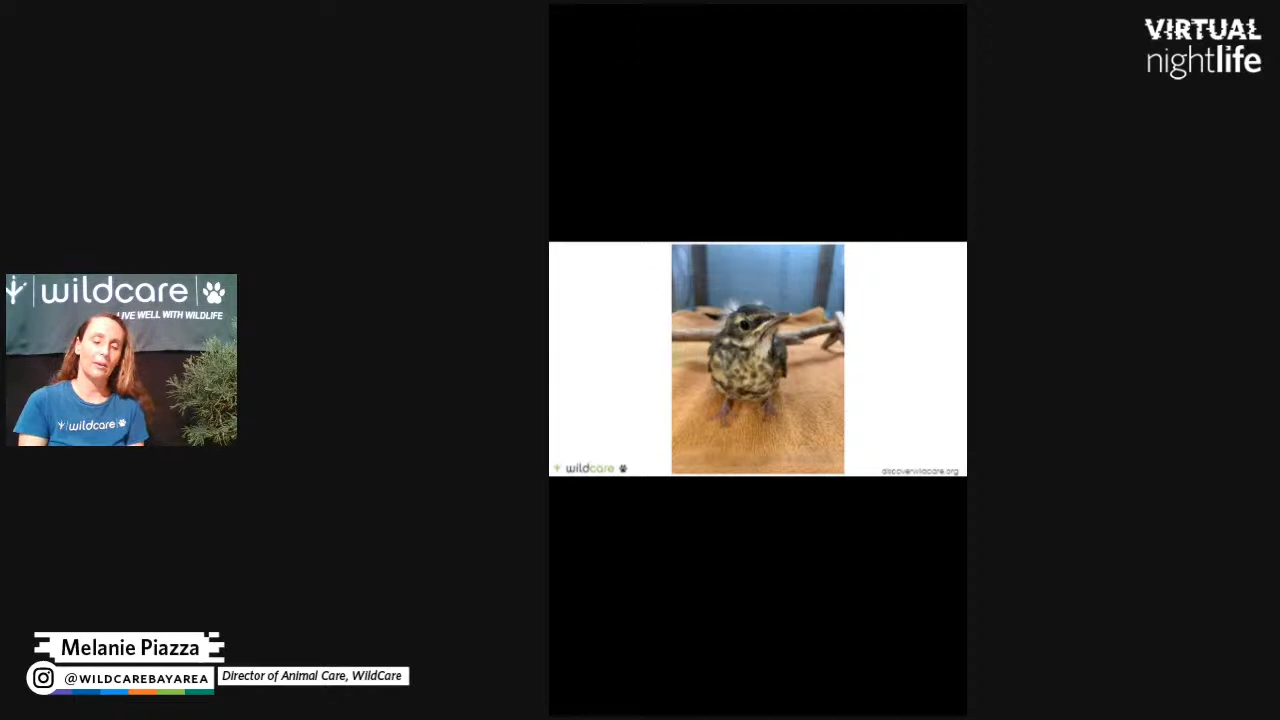 VIRTUAL
nightlife
wildcare
LIVE WELL WITH WILDLIFE
wildcare
wildcare
discoverwildcare.org
Melanie Piazza
@WILDCAREBAYAREA
Director of Animal Care, WildCare